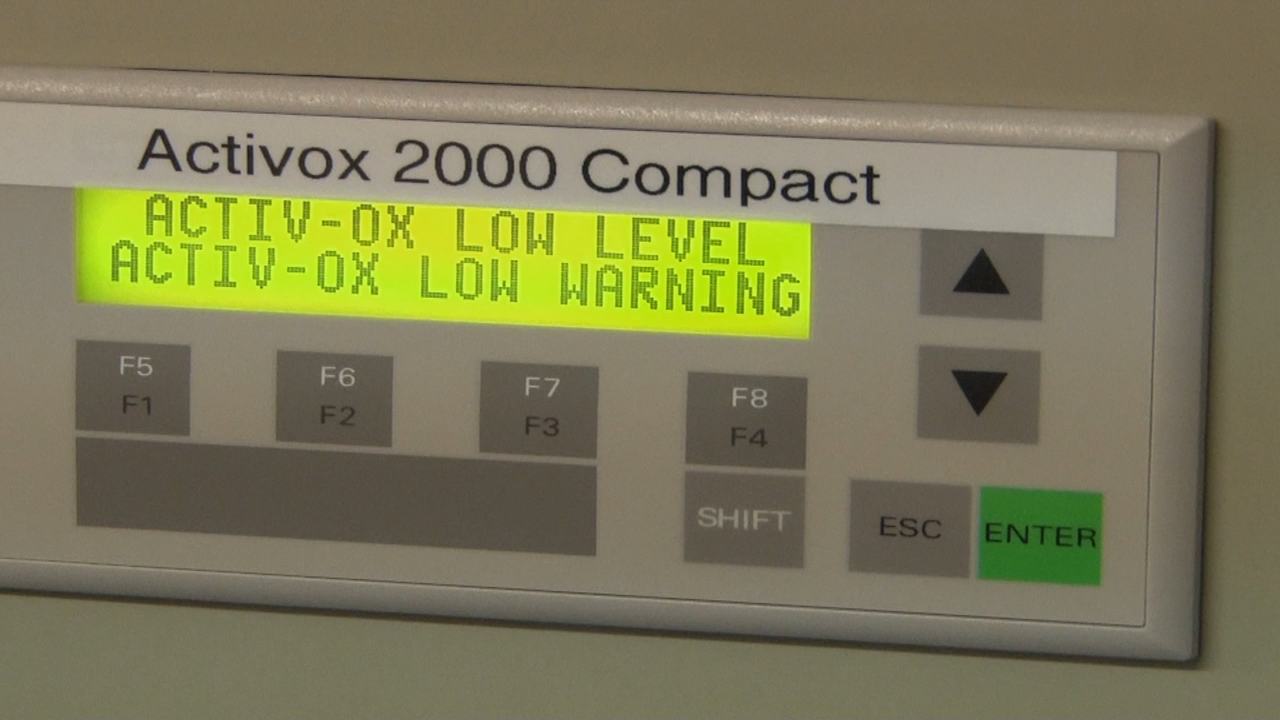 Activox 2000 Compact
ACTIV-OX LOW LEVEL
ACTIV-OX LOW WARNING
F5 F6 F7 F8
F1 F2 F3 F4
SHIFT ESC ENTER